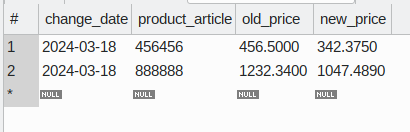 # change_date product_article old_price new_price
1 2024-03-18 456456 456.5000 342.3750
2 2024-03-18 888888 1232.3400 1047.4890
* NULL NULL NULL NULL